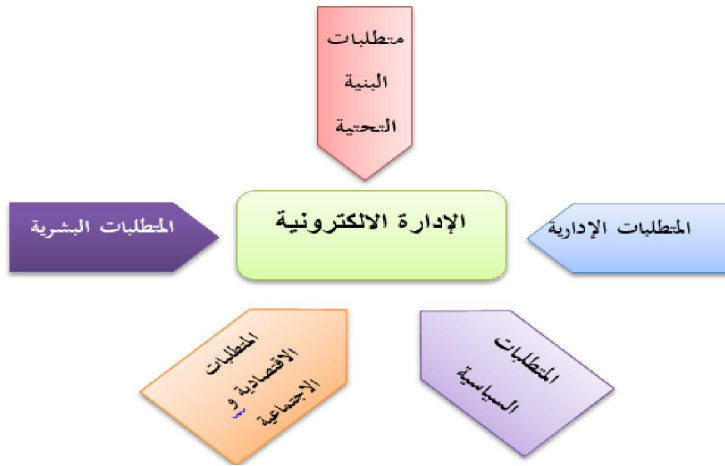 متطلبات
البنية
التحتية
الإدارة الالكترونية
المتطلبات الإدارية
المتطلبات البشرية
المتطلبات
السياسية
المتطلبات
الاقتصادية و
الاجتماعية